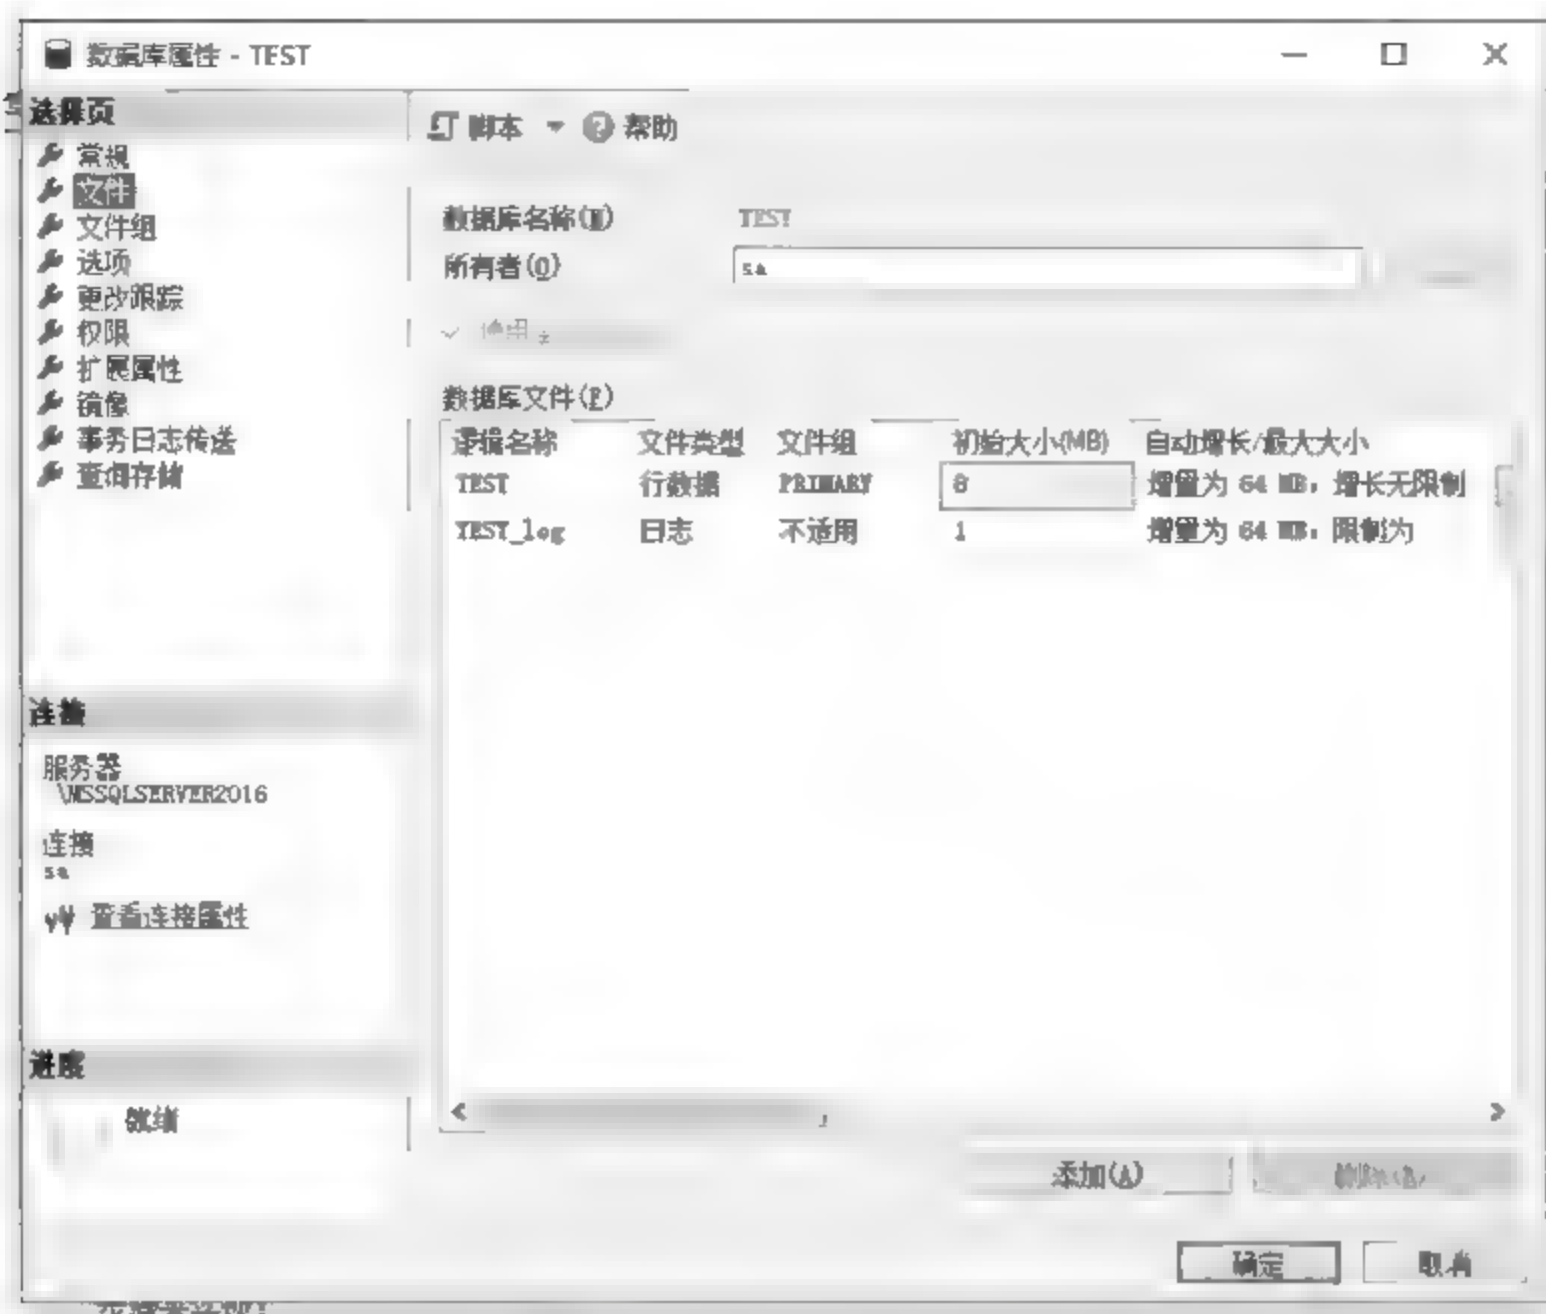 数据库属性 - TEST
选择页
常规
文件
文件组
选项
更改跟踪
权限
扩展属性
镜像
事务日志传送
查询存储
脚本 帮助
数据库名称(N) TEST
所有者(O) sa
数据库文件(F)
逻辑名称 文件类型 文件组 初始大小(MB) 自动增长/最大大小
TEST 行数据 PRIMARY 8 增量为 64 MB，增长无限制
TEST_log 日志 不适用 1 增量为 64 MB，限制为
连接
服务器
\MSSQLSERVER2016
连接
sa
查看连接属性
进度
就绪
添加(A) 删除(R)
确定 取消